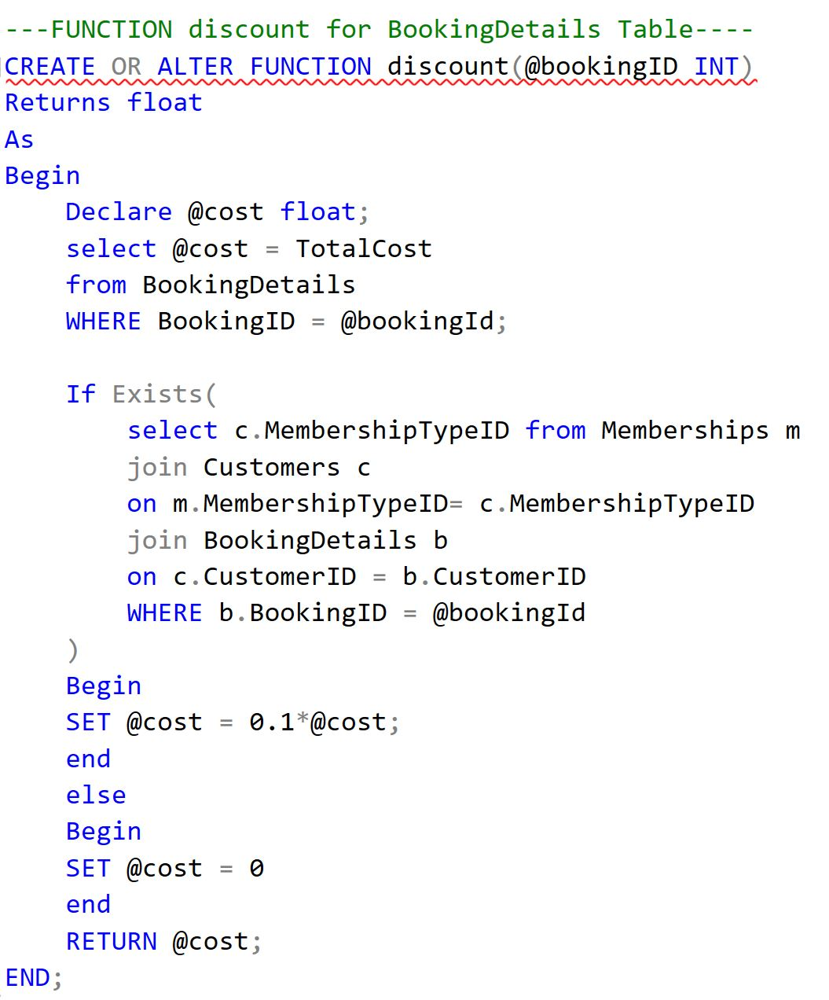 ---FUNCTION discount for BookingDetails Table----
CREATE OR ALTER FUNCTION discount(@bookingID INT)
Returns float
As
Begin
Declare @cost float;
select @cost = TotalCost
from BookingDetails
WHERE BookingID = @bookingId;
If Exists(
select c.MembershipTypeID from Memberships m
join Customers c
on m.MembershipTypeID= c.MembershipTypeID
join BookingDetails b
on c.CustomerID = b.CustomerID
WHERE b.BookingID = @bookingId
)
Begin
SET @cost = 0.1*@cost;
end
else
Begin
SET @cost = 0
end
RETURN @cost;
END;